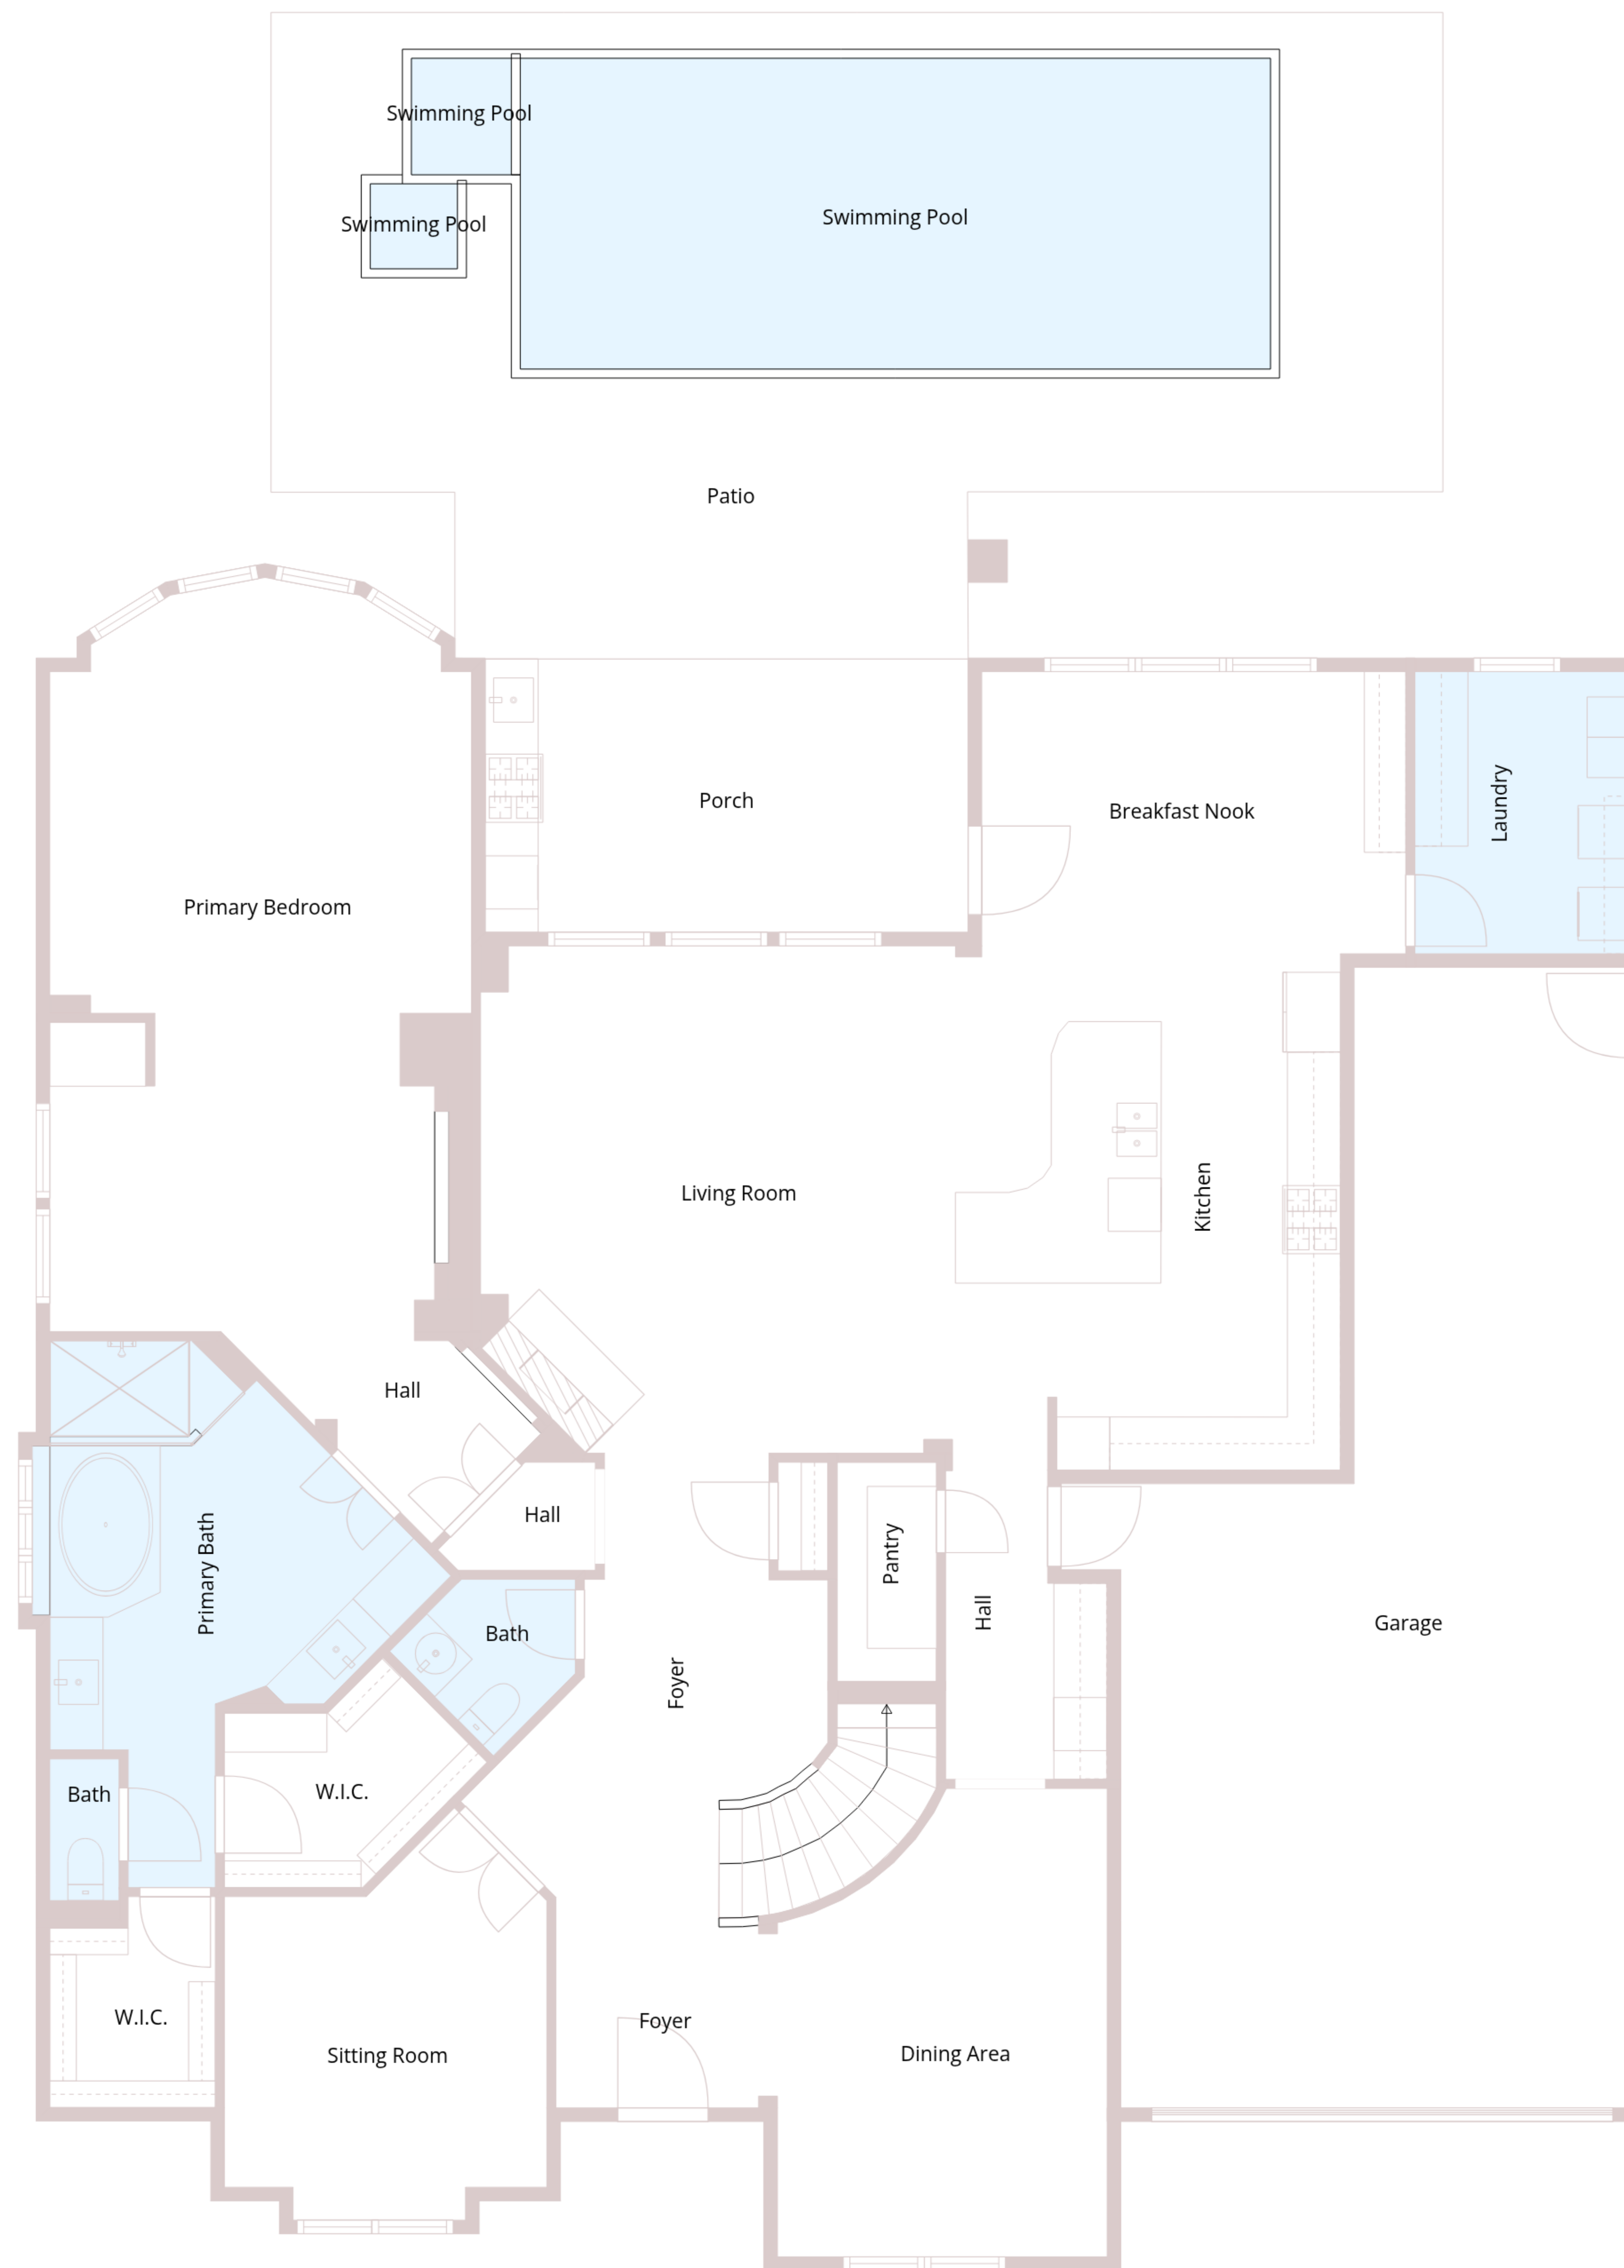 Swimming Pool
Swimming Pool
Swimming Pool
Patio
Porch
Breakfast Nook
Laundry
Primary Bedroom
Living Room
Kitchen
Hall
Hall
Primary Bath
Pantry
Hall
Bath
Foyer
Garage
W.I.C.
Bath
W.I.C.
Foyer
Sitting Room
Dining Area